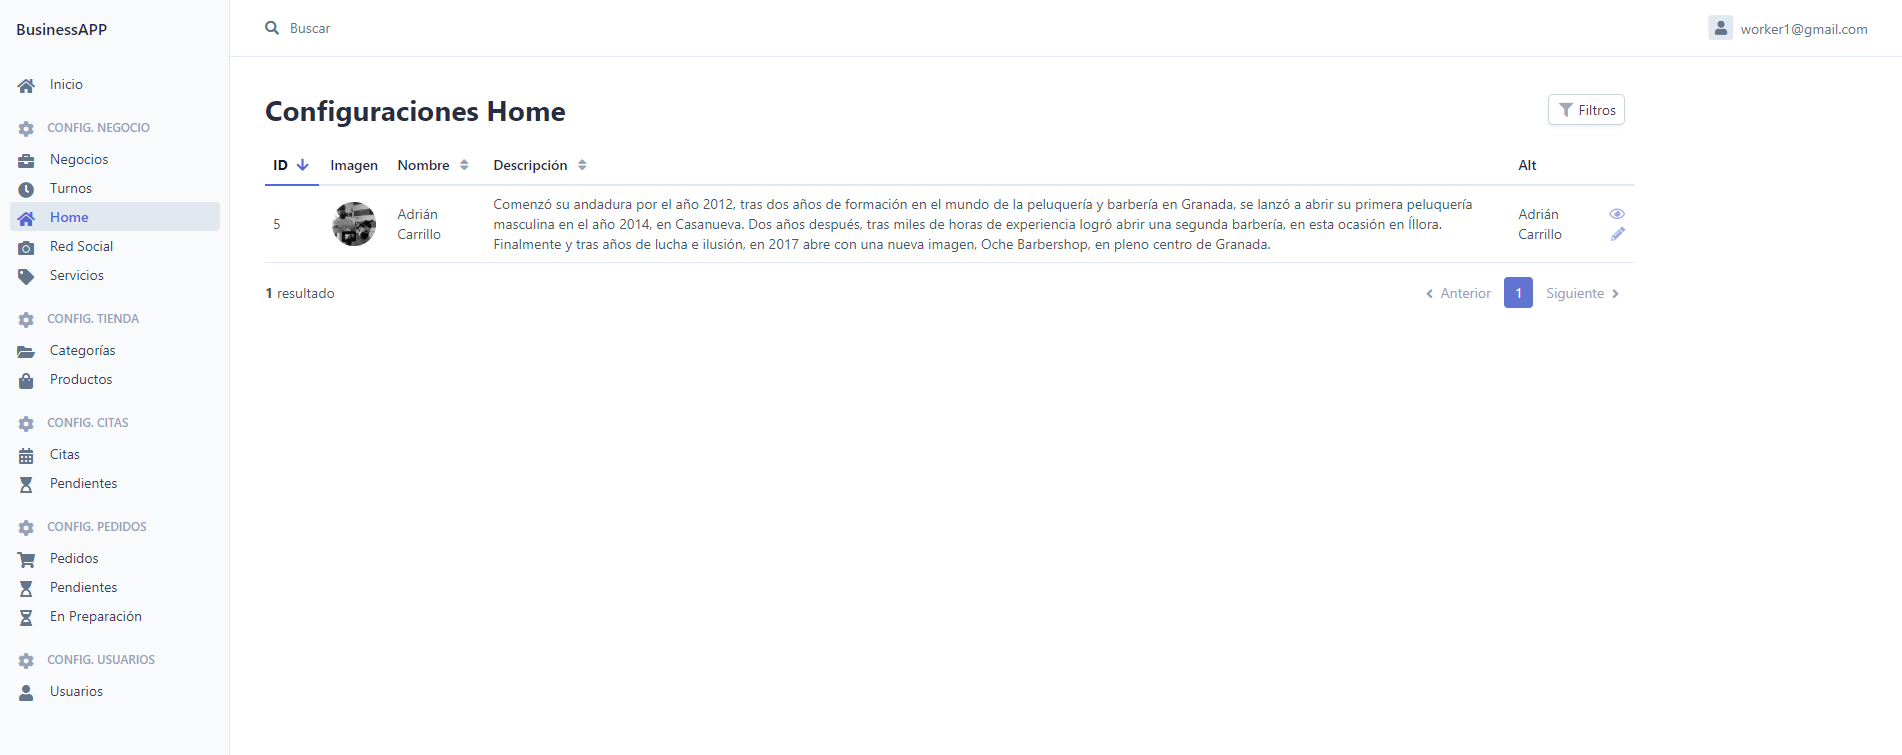 BusinessAPP
Inicio
CONFIG. NEGOCIO
Negocios
Turnos
Home
Red Social
Servicios
CONFIG. TIENDA
Categorías
Productos
CONFIG. CITAS
Citas
Pendientes
CONFIG. PEDIDOS
Pedidos
Pendientes
En Preparación
CONFIG. USUARIOS
Usuarios
Buscar
worker1@gmail.com
Configuraciones Home
Filtros
ID Imagen Nombre Descripción Alt
5
Adrián
Carrillo
Comenzó su andadura por el año 2012, tras dos años de formación en el mundo de la peluquería y barbería en Granada, se lanzó a abrir su primera peluquería
masculina en el año 2014, en Casanueva. Dos años después, tras miles de horas de experiencia logró abrir una segunda barbería, en esta ocasión en Íllora.
Finalmente y tras años de lucha e ilusión, en 2017 abre con una nueva imagen, Oche Barbershop, en pleno centro de Granada.
Adrián
Carrillo
1 resultado
Anterior 1 Siguiente